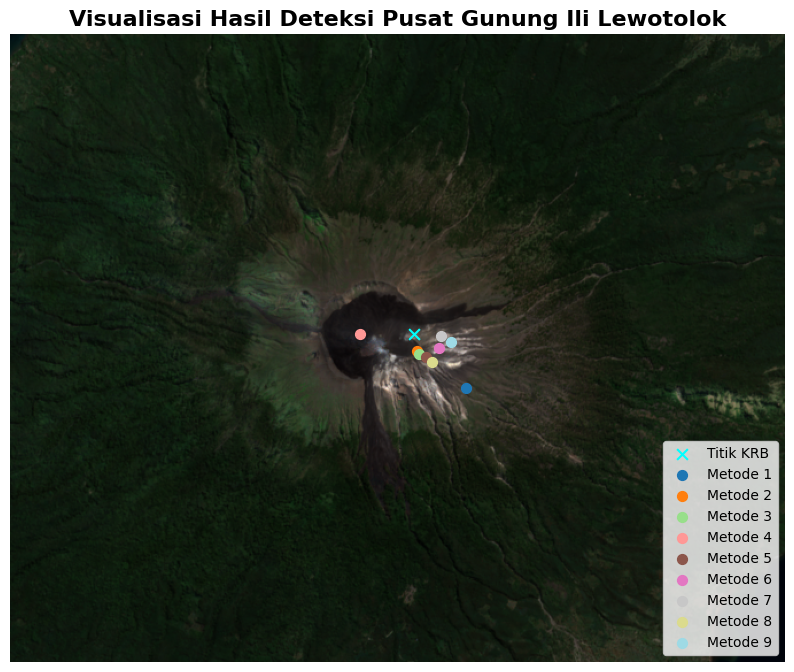 Visualisasi Hasil Deteksi Pusat Gunung Ili Lewotolok
Titik KRB
Metode 1
Metode 2
Metode 3
Metode 4
Metode 5
Metode 6
Metode 7
Metode 8
Metode 9